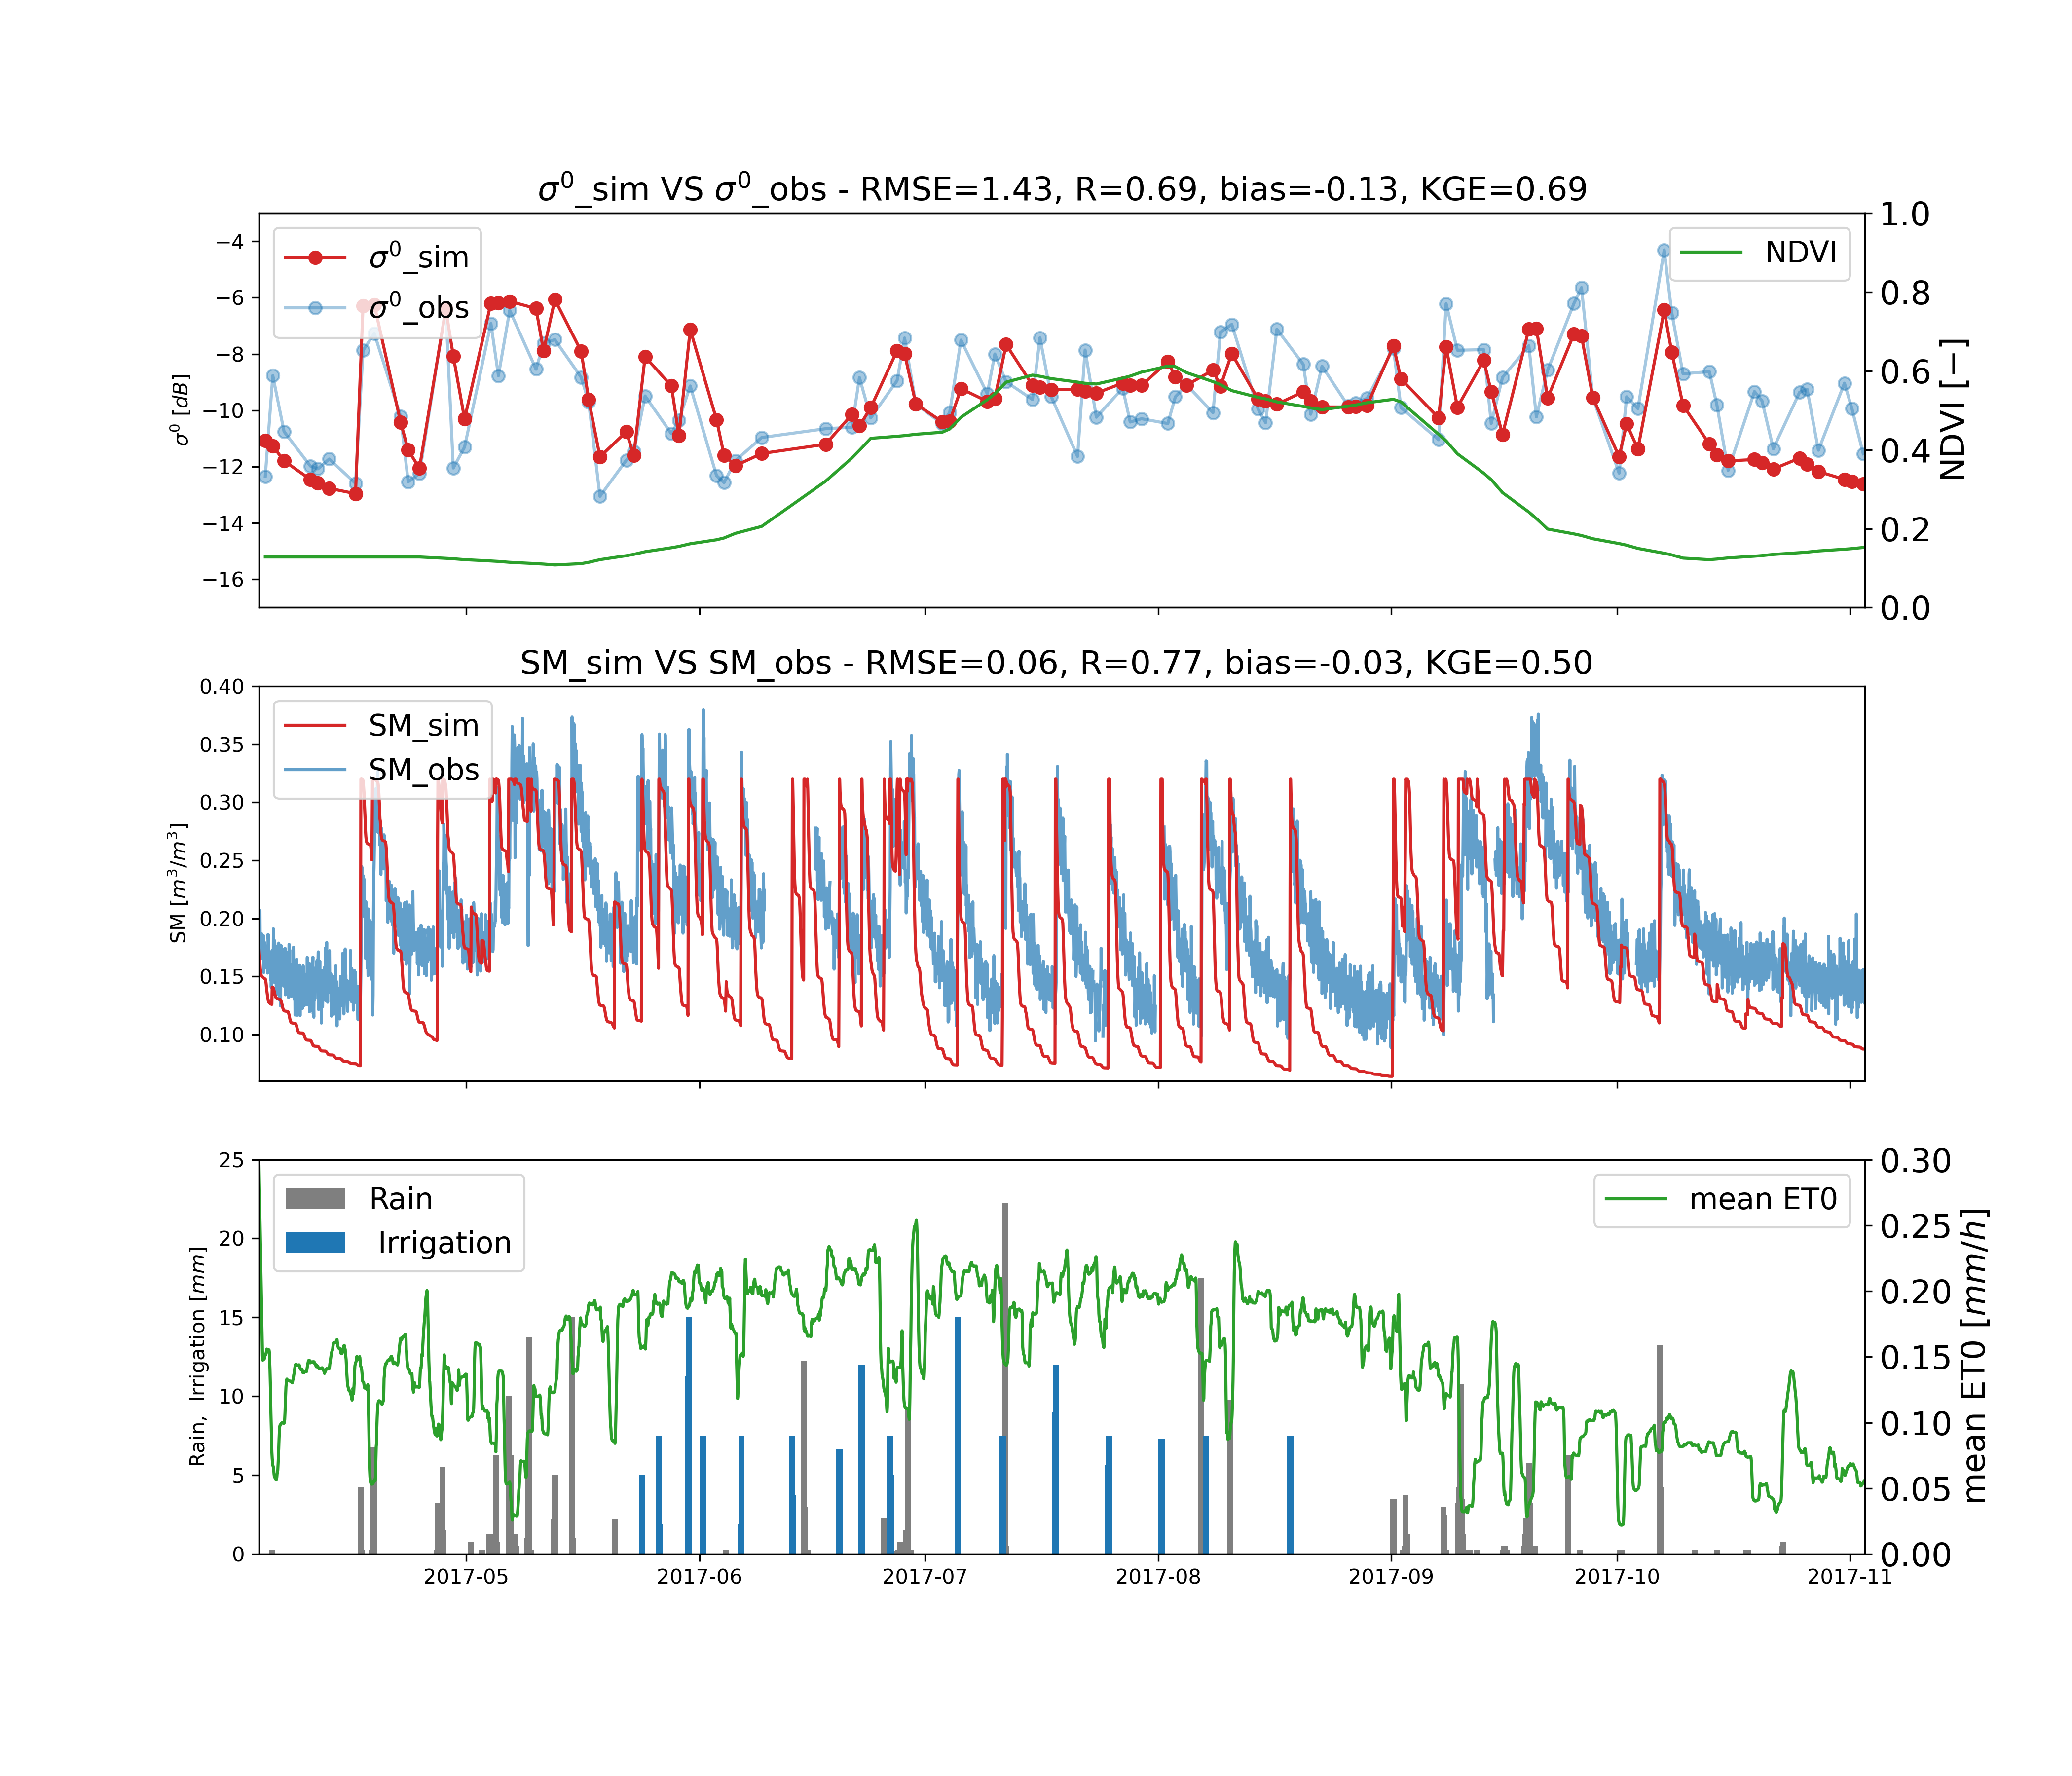 σ⁰_sim VS σ⁰_obs - RMSE=1.43, R=0.69, bias=-0.13, KGE=0.69
σ⁰_sim
σ⁰_obs
NDVI
−4
−6
−8
−10
−12
−14
−16
σ⁰ [dB]
1.0
0.8
0.6
0.4
0.2
0.0
NDVI [−]
SM_sim VS SM_obs - RMSE=0.06, R=0.77, bias=-0.03, KGE=0.50
SM_sim
SM_obs
0.40
0.35
0.30
0.25
0.20
0.15
0.10
SM [m³/m³]
Rain
Irrigation
mean ET0
25
20
15
10
5
0
Rain, Irrigation [mm]
0.30
0.25
0.20
0.15
0.10
0.05
0.00
mean ET0 [mm/h]
2017-05
2017-06
2017-07
2017-08
2017-09
2017-10
2017-11